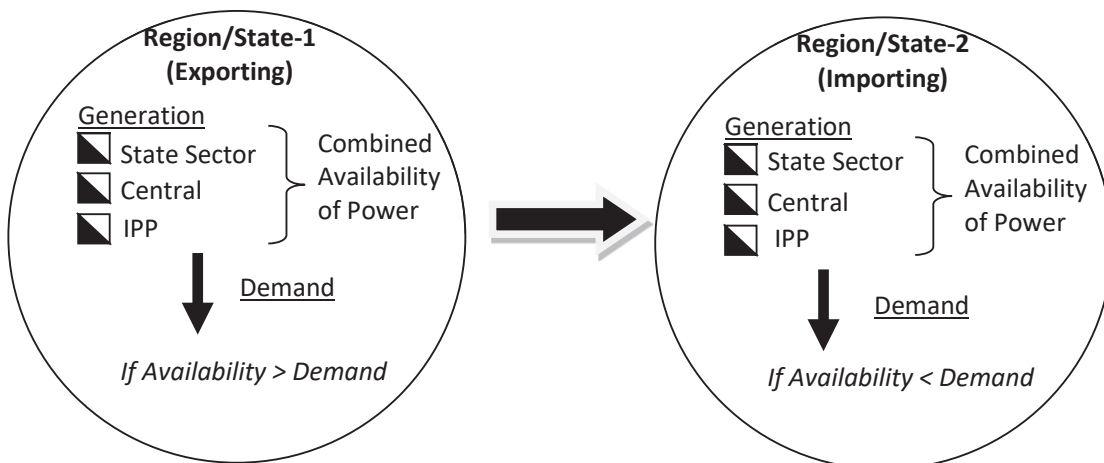 Region/State-1
(Exporting)
Generation
State Sector
Central
IPP
Combined
Availability
of Power
Demand
If Availability > Demand
Region/State-2
(Importing)
Generation
State Sector
Central
IPP
Combined
Availability
of Power
Demand
If Availability < Demand